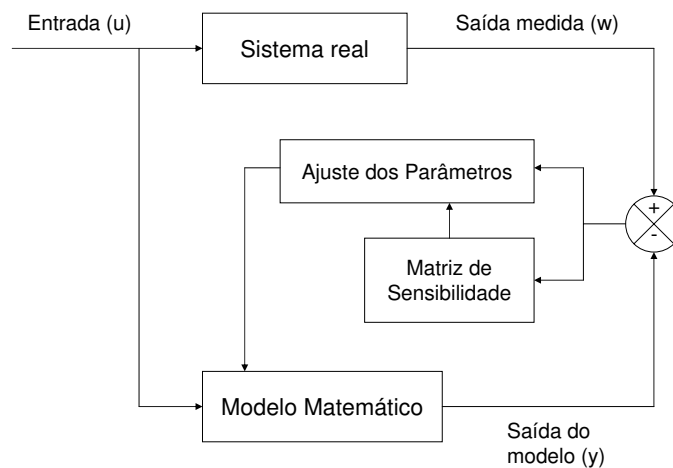 Entrada (u)
Sistema real
Saída medida (w)
Ajuste dos Parâmetros
+
-
Matriz de
Sensibilidade
Modelo Matemático
Saída do
modelo (y)